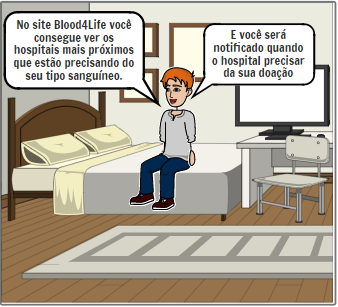 No site Blood4Life você
consegue ver os
hospitais mais próximos
que estão precisando do
seu tipo sanguíneo.
E você será
notificado quando
o hospital precisar
da sua doação